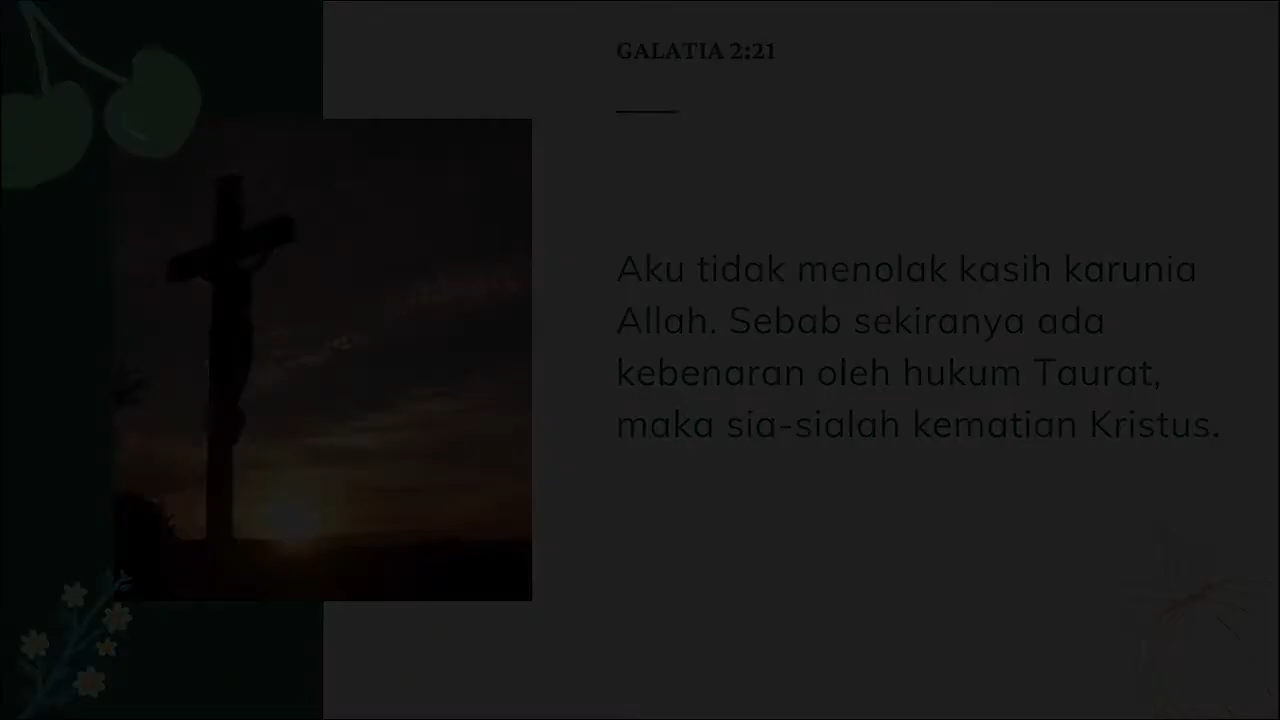 GALATIA 2:21
Aku tidak menolak kasih karunia
Allah. Sebab sekiranya ada
kebenaran oleh hukum Taurat,
maka sia-sialah kematian Kristus.